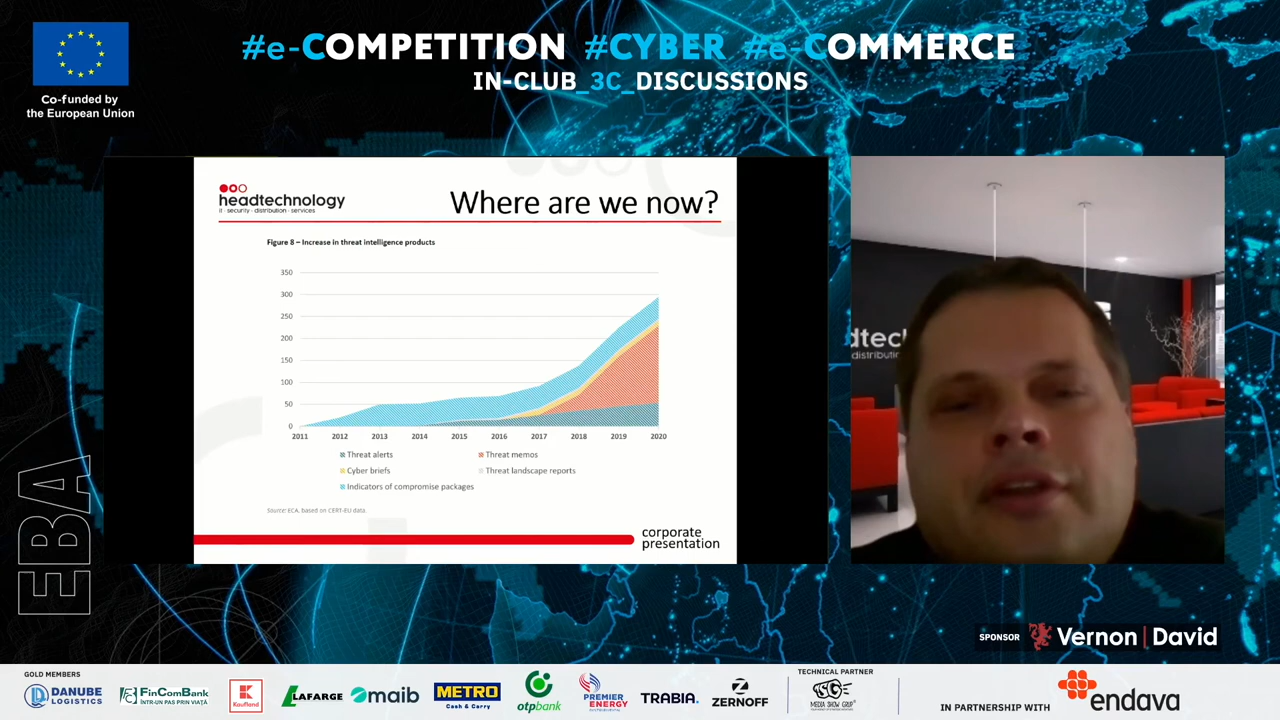 #e-COMPETITION #CYBER #e-COMMERCE
IN-CLUB_3C_DISCUSSIONS
Co-funded by
the European Union
headtechnology
it · security · distribution · services
Where are we now?
Figure 8 – Increase in threat intelligence products
350
300
250
200
150
100
50
0
2011 2012 2013 2014 2015 2016 2017 2018 2019 2020
Threat alerts Threat memos
Cyber briefs Threat landscape reports
Indicators of compromise packages
Source: ECA, based on CERT-EU data.
corporate
presentation
dtech
distributi
EBA
SPONSOR Vernon | David
GOLD MEMBERS
DANUBE
LOGISTICS
FinComBank
ÎNTR-UN PAS PRIN VIAȚĂ
Kaufland
LAFARGE
maib
METRO
Cash & Carry
otpbank
PREMIER
ENERGY
TRABIA
ZERNOFF
TECHNICAL PARTNER
MEDIA SHOW GRUP
IN PARTNERSHIP WITH
endava